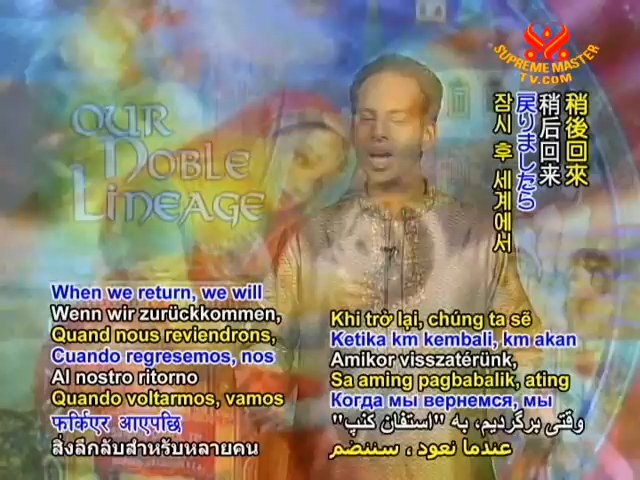 SUPREME MASTER
TV.COM
OUR
NOBLE
LINEAGE
稍後回來
稍后回来
戻りましたら
잠시 후 세계에서
When we return, we will
Wenn wir zurückkommen,
Quand nous reviendrons,
Cuando regresemos, nos
Al nostro ritorno
Quando voltarmos, vamos
फर्किएर आएपछि
สิ่งลึกลับสำหรับหลายคน
Khi trở lại, chúng ta sẽ
Ketika km kembali, km akan
Amikor visszatérünk,
Sa aming pagbabalik, ating
Когда мы вернемся, мы
وقتی برگردیم، به "استفان کنپ"
عندما نعود ، سننضم